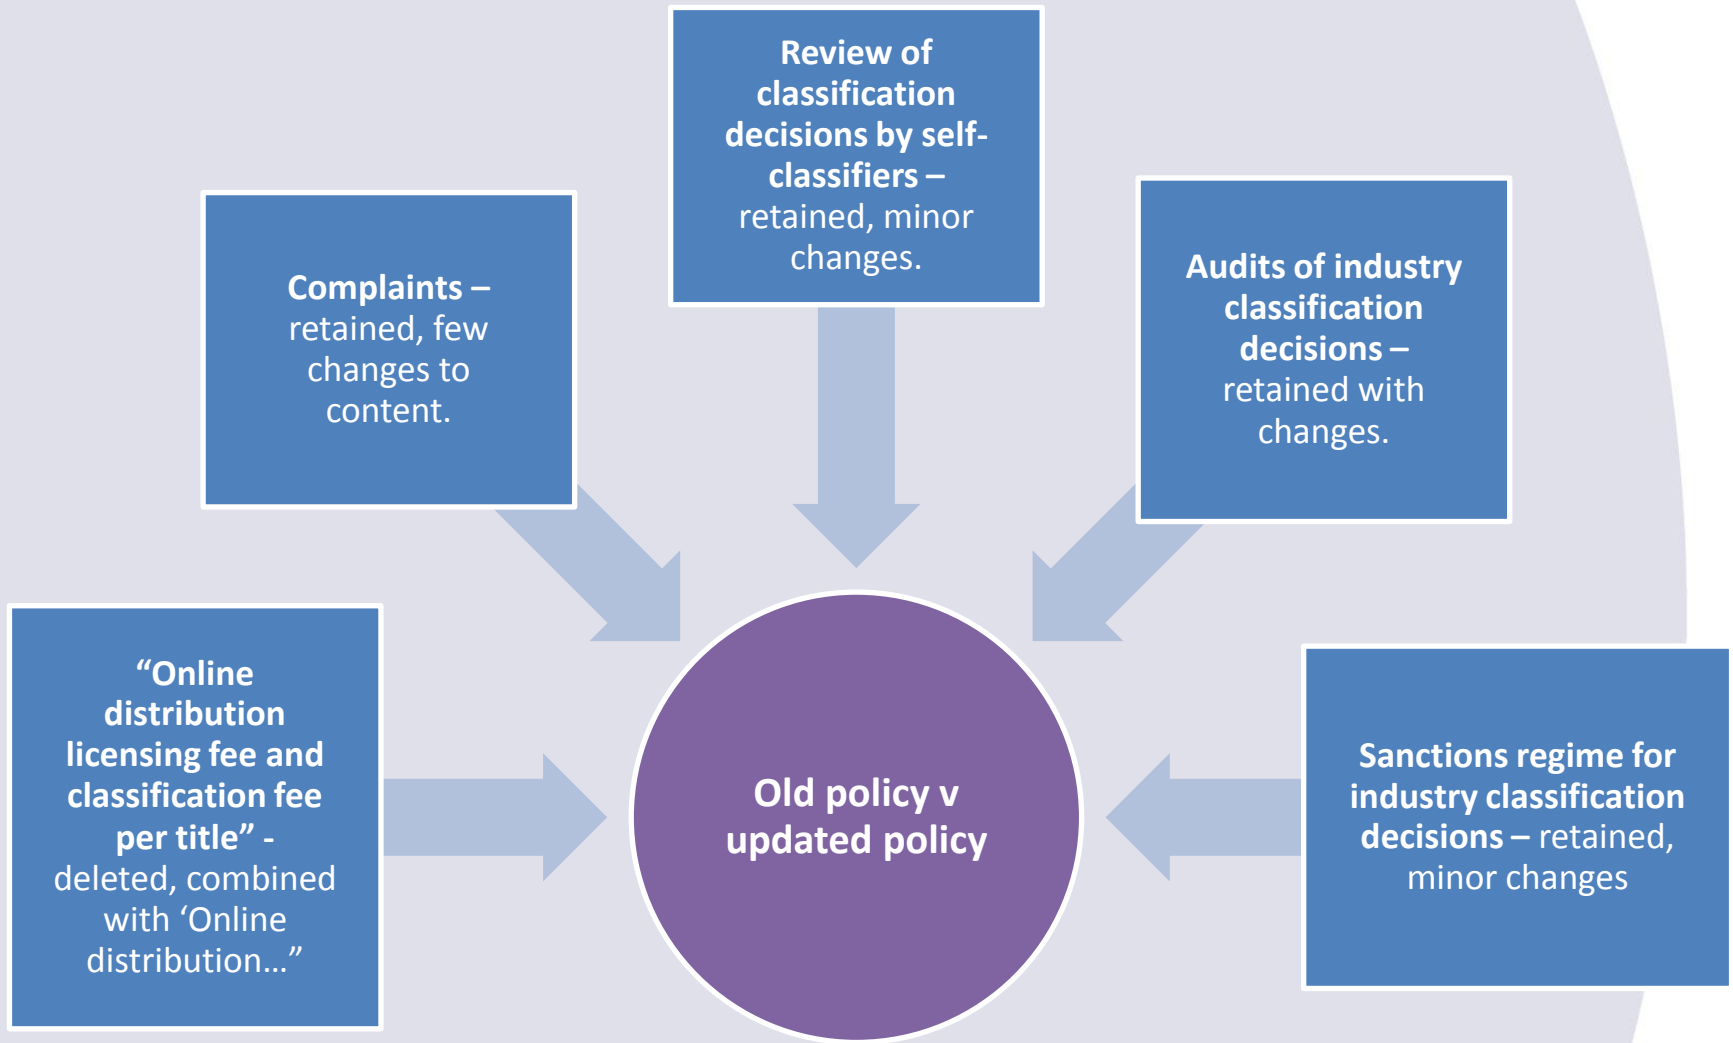 Review of
classification
decisions by self-
classifiers –
retained, minor
changes.
Complaints –
retained, few
changes to
content.
Audits of industry
classification
decisions –
retained with
changes.
“Online
distribution
licensing fee and
classification fee
per title” -
deleted, combined
with ‘Online
distribution…”
Old policy v
updated policy
Sanctions regime for
industry classification
decisions – retained,
minor changes